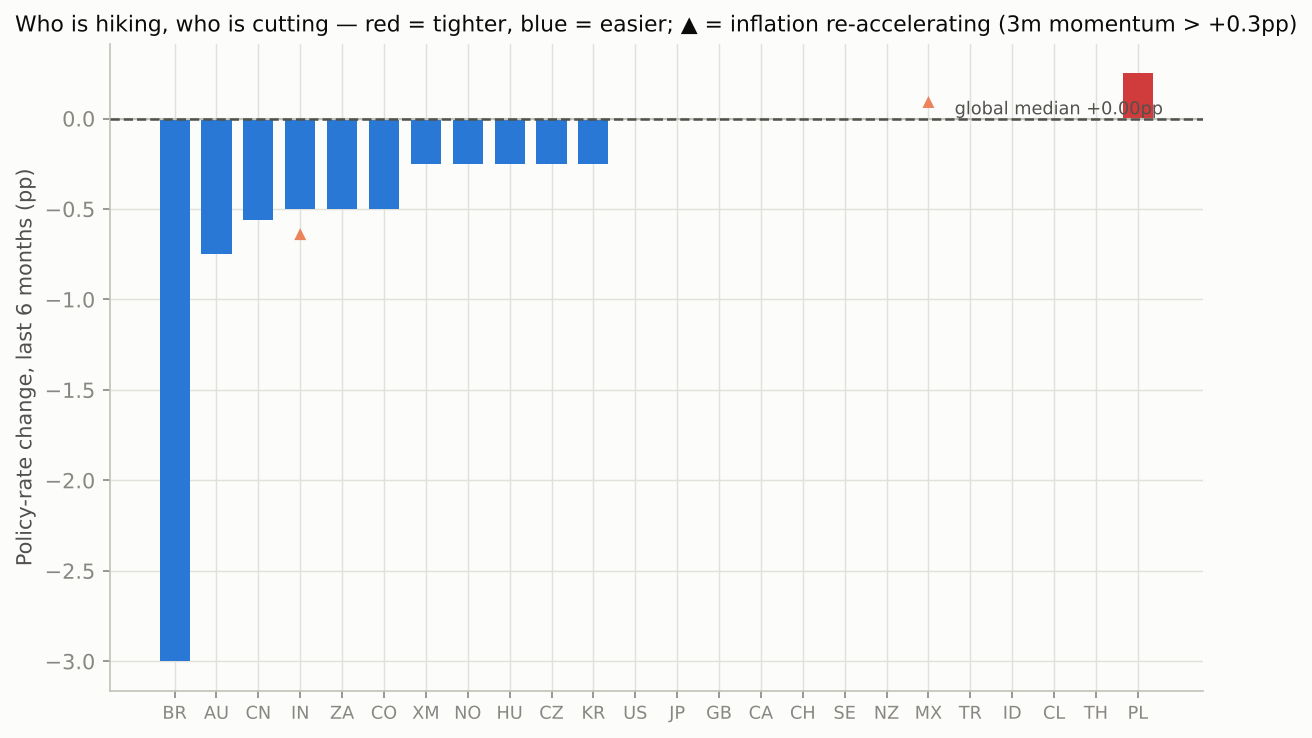 Who is hiking, who is cutting — red = tighter, blue = easier; ▲ = inflation re-accelerating (3m momentum > +0.3pp)
Policy-rate change, last 6 months (pp)
0.0
−0.5
−1.0
−1.5
−2.0
−2.5
−3.0
global median +0.00pp
BR AU CN IN ZA CO XM NO HU CZ KR US JP GB CA CH SE NZ MX TR ID CL TH PL